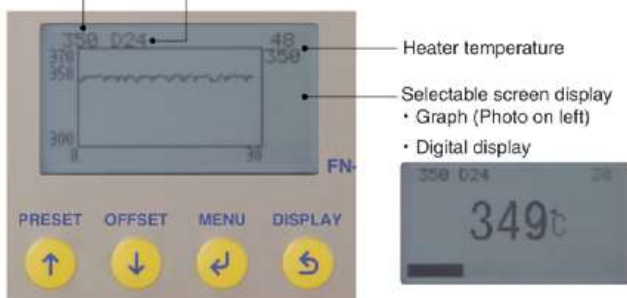 350 D24
48
370
350
350
300
0
30
FN-
PRESET
OFFSET
MENU
DISPLAY
Heater temperature
Selectable screen display
・Graph (Photo on left)
・Digital display
350 D24
30
349℃